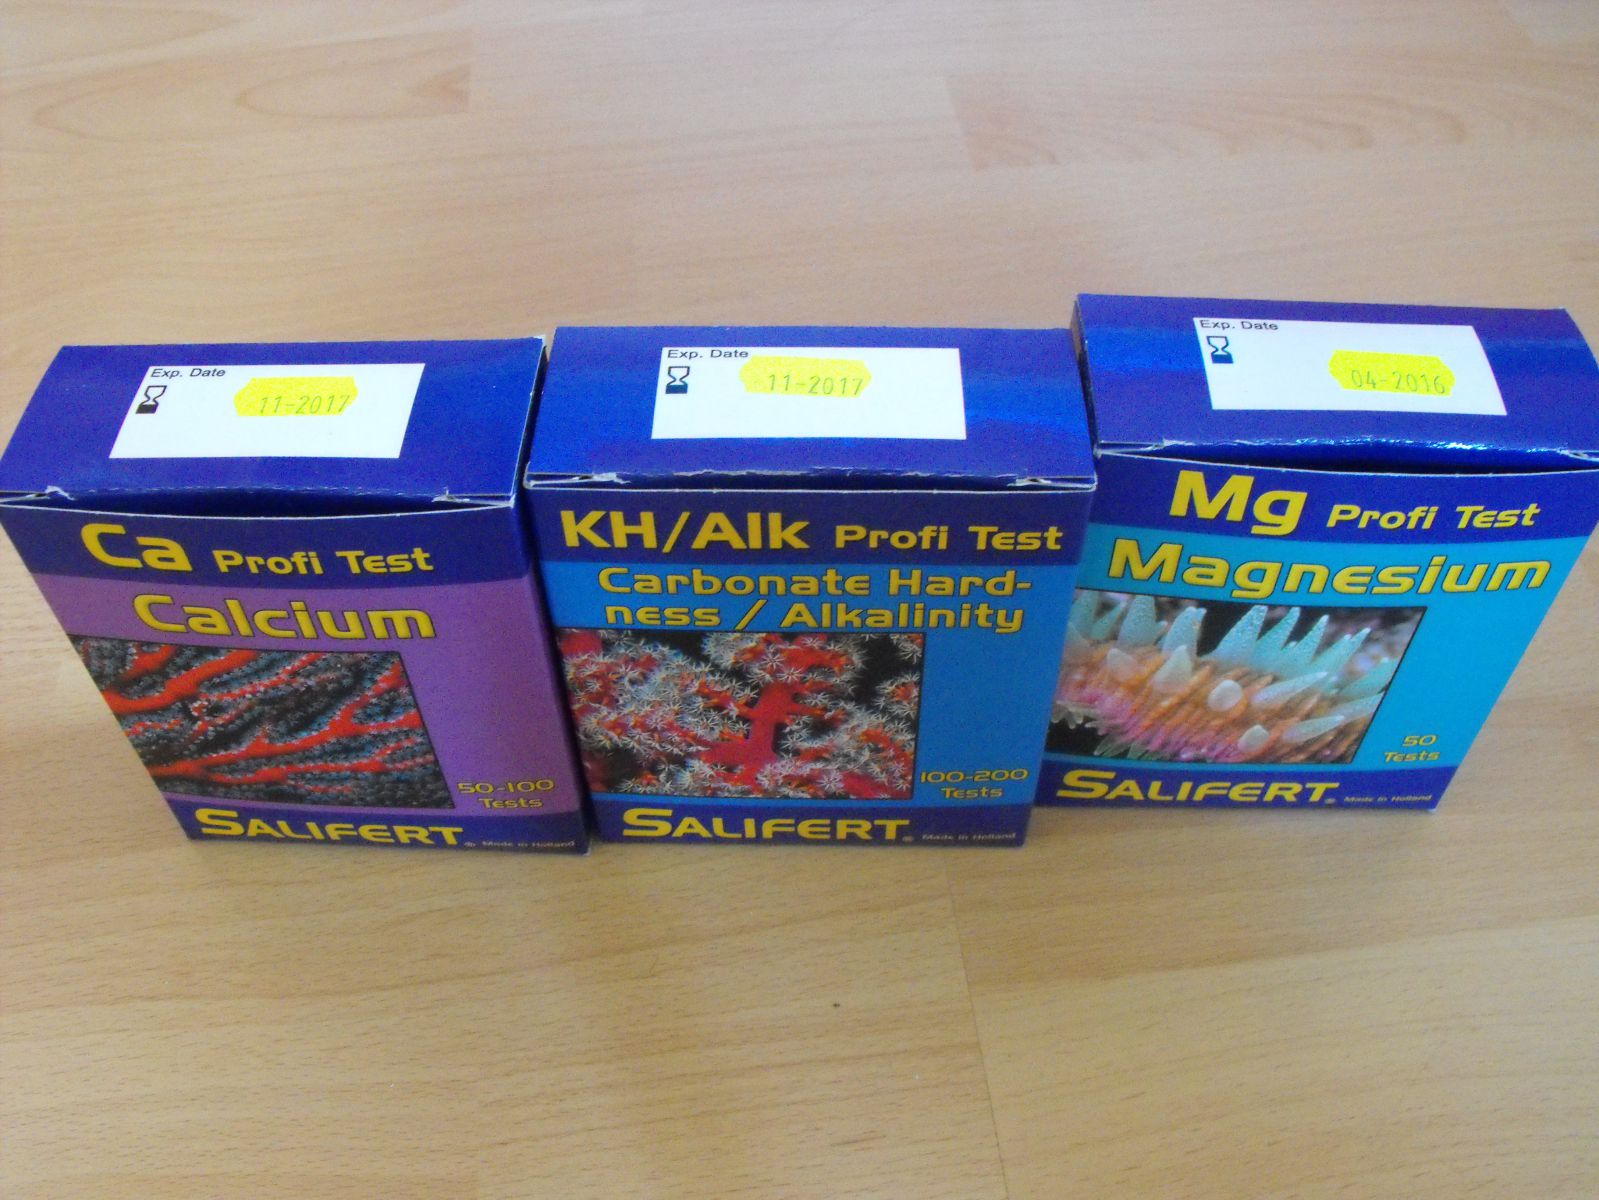 Exp. Date
11-2017
Ca Profi Test
Calcium
50-100
Tests
SALIFERT® Made in Holland
Exp. Date
11-2017
KH/Alk Profi Test
Carbonate Hard-
ness / Alkalinity
100-200
Tests
SALIFERT® Made in Holland
Exp. Date
04-2016
Mg Profi Test
Magnesium
50
Tests
SALIFERT® Made in Holland